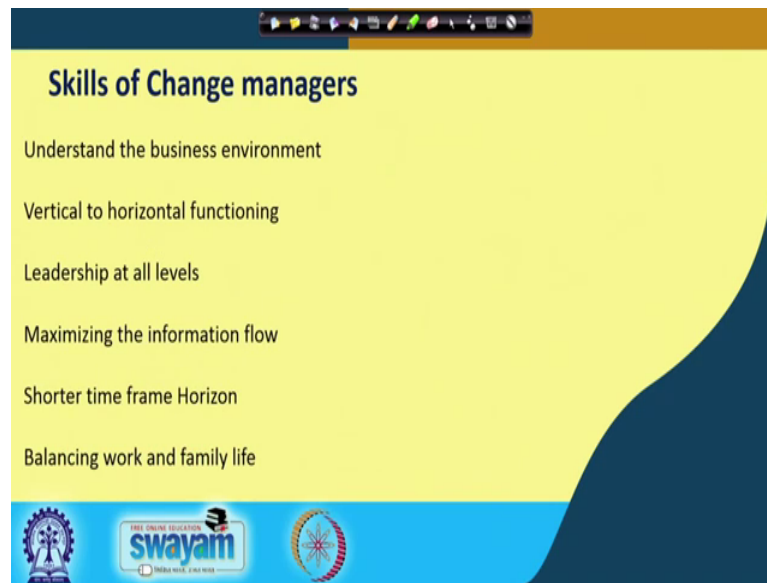 Skills of Change managers
Understand the business environment
Vertical to horizontal functioning
Leadership at all levels
Maximizing the information flow
Shorter time frame Horizon
Balancing work and family life
FREE ONLINE EDUCATION
swayam